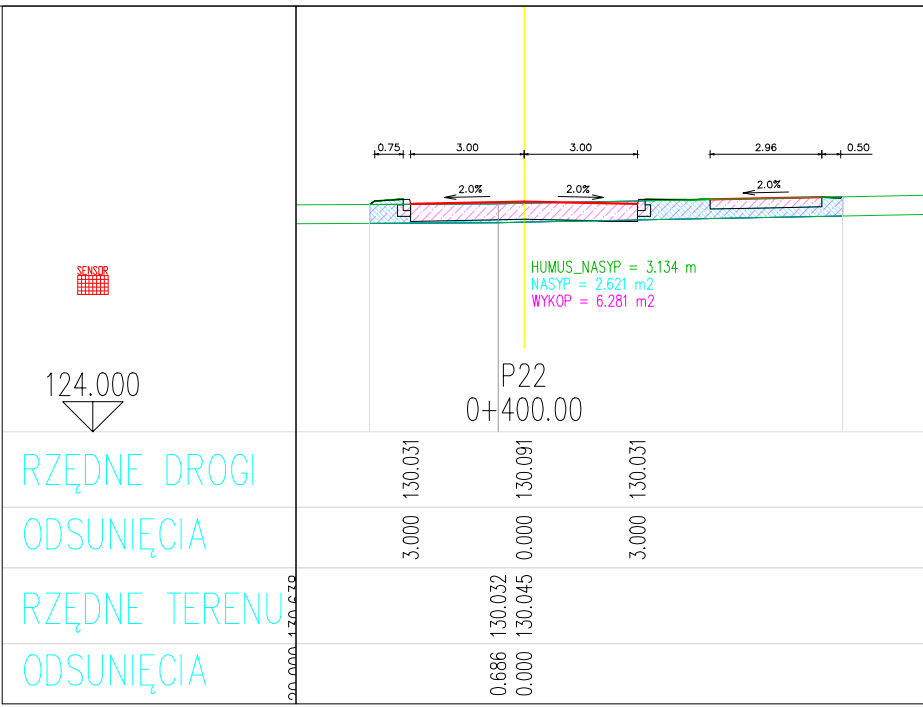 0.75 3.00 3.00 2.96 0.50
2.0% 2.0% 2.0%
SENSOR
HUMUS_NASYP = 3.134 m
NASYP = 2.621 m2
WYKOP = 6.281 m2
124.000
P22
0+400.00
RZĘDNE DROGI 130.031 130.091 130.031
ODSUNIĘCIA 3.000 0.000 3.000
RZĘDNE TERENU 130.032 130.045
ODSUNIĘCIA 20.000 0.686 0.000